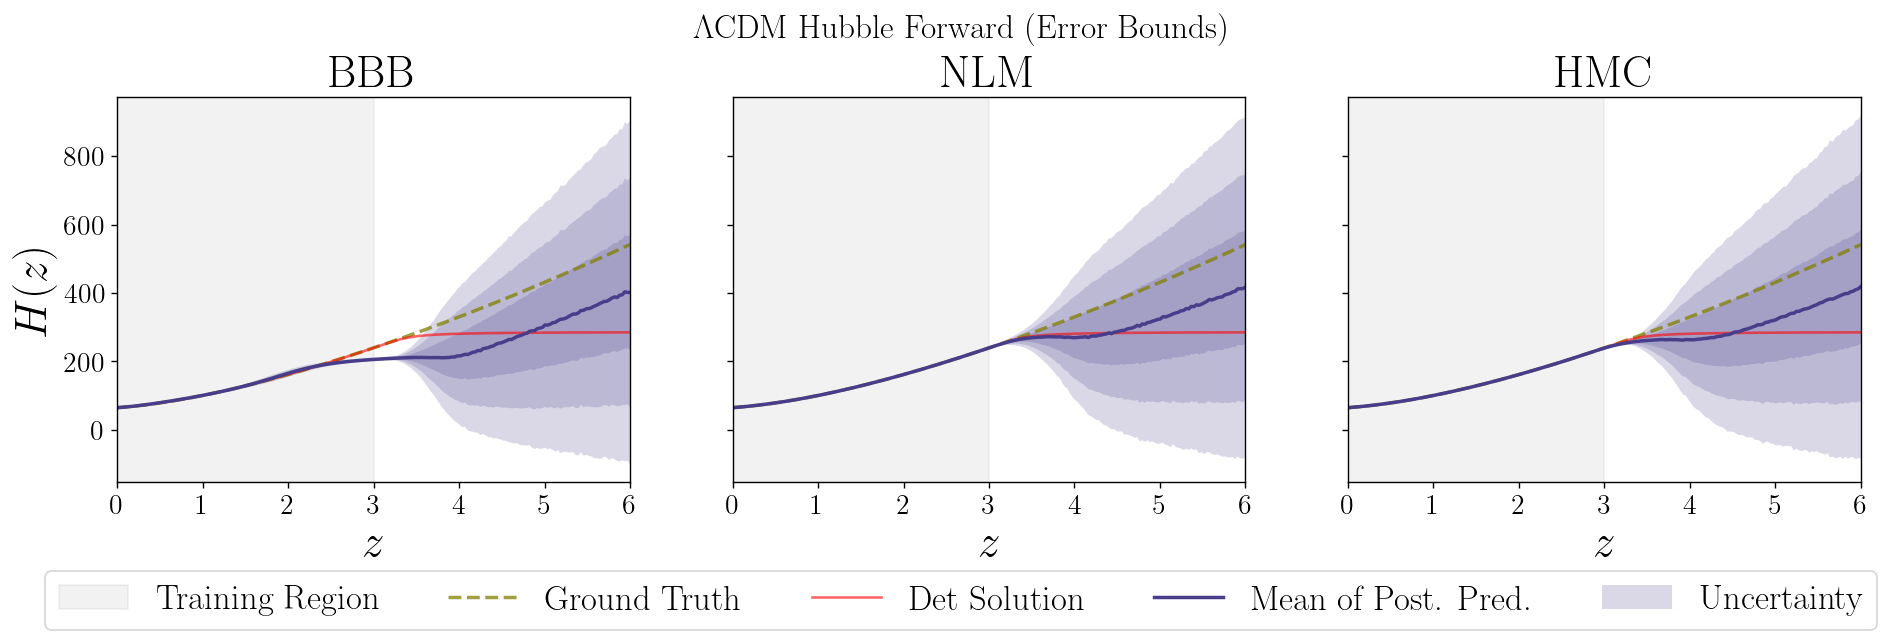 ΛCDM Hubble Forward (Error Bounds)
BBB NLM HMC
H(z)
800
600
400
200
0
0 1 2 3 4 5 6 0 1 2 3 4 5 6 0 1 2 3 4 5 6
z z z
Training Region Ground Truth Det Solution Mean of Post. Pred. Uncertainty